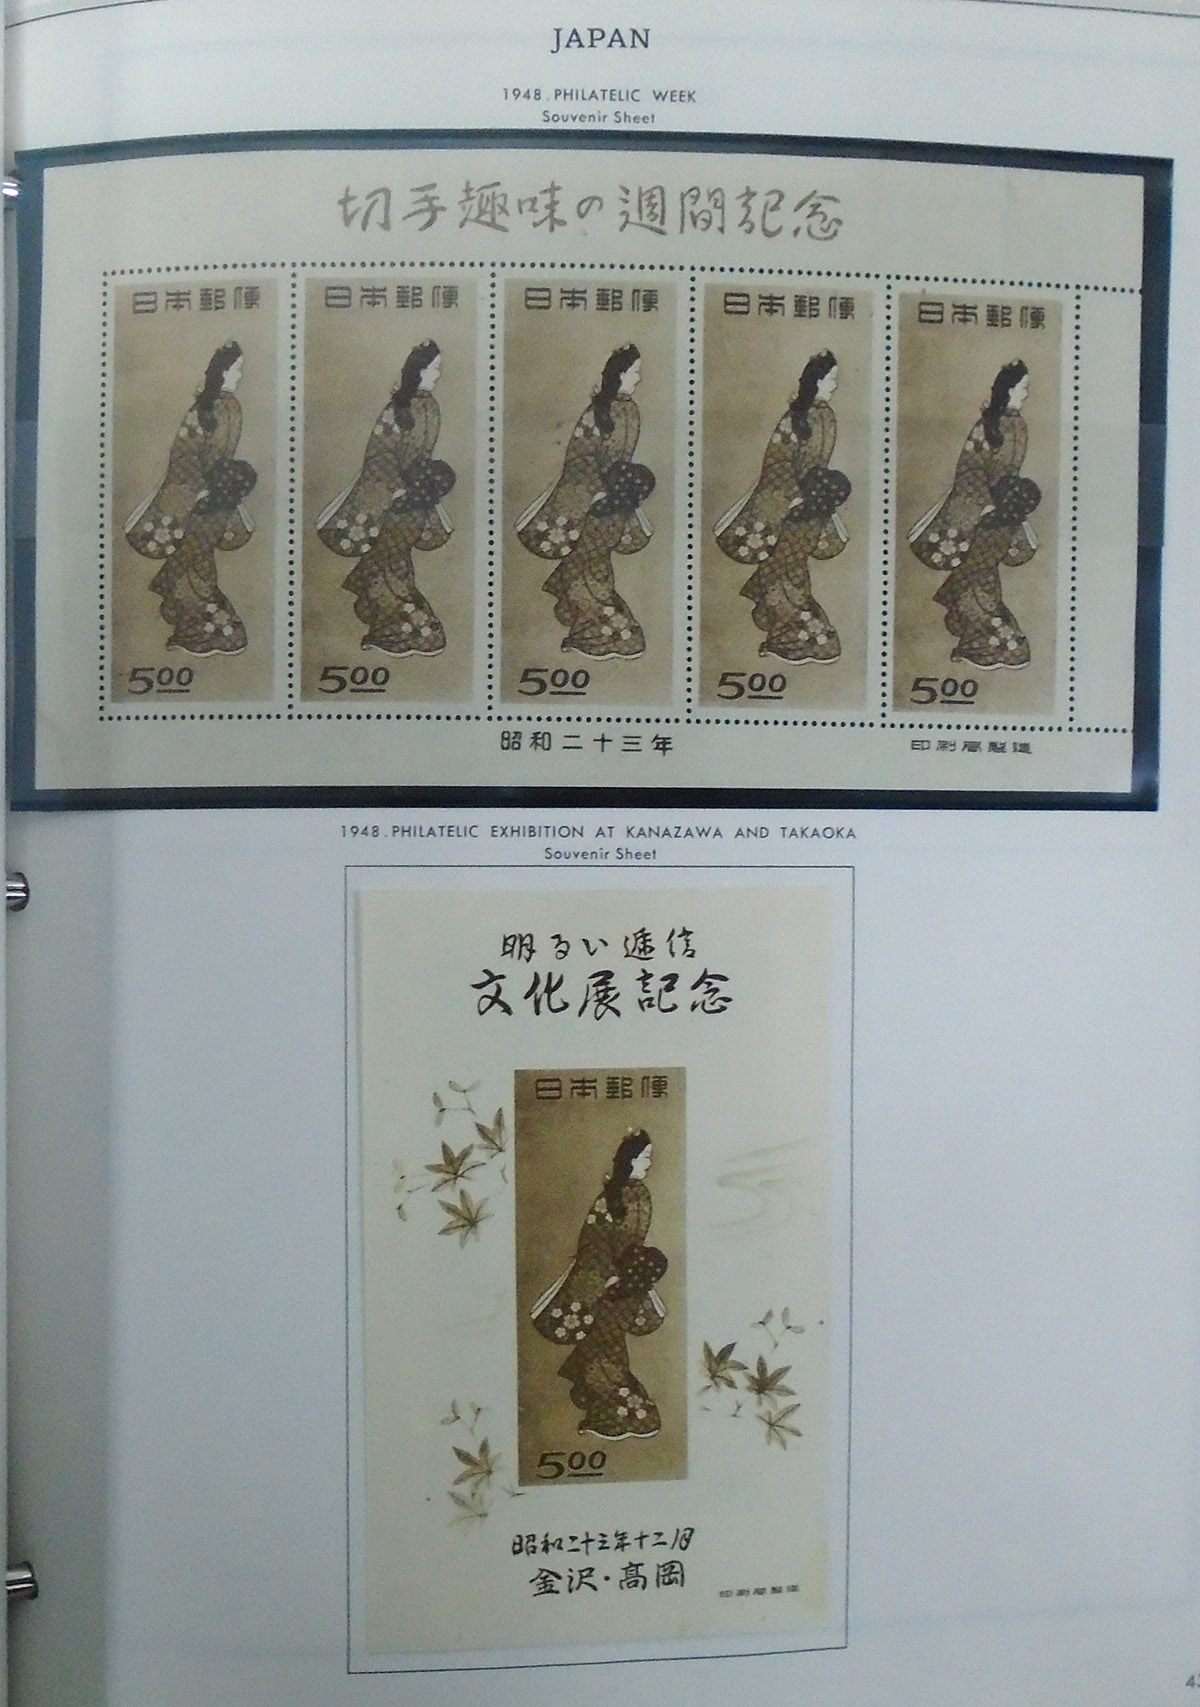 JAPAN
1948. PHILATELIC WEEK
Souvenir Sheet
切手趣味の週間記念
日本郵便 日本郵便 日本郵便 日本郵便 日本郵便
500 500 500 500 500
昭和二十三年 印刷局製造
1948. PHILATELIC EXHIBITION AT KANAZAWA AND TAKAOKA
Souvenir Sheet
明るい逓信
文化展記念
日本郵便
500
昭和二十三年十二月
金沢・高岡
印刷局製造